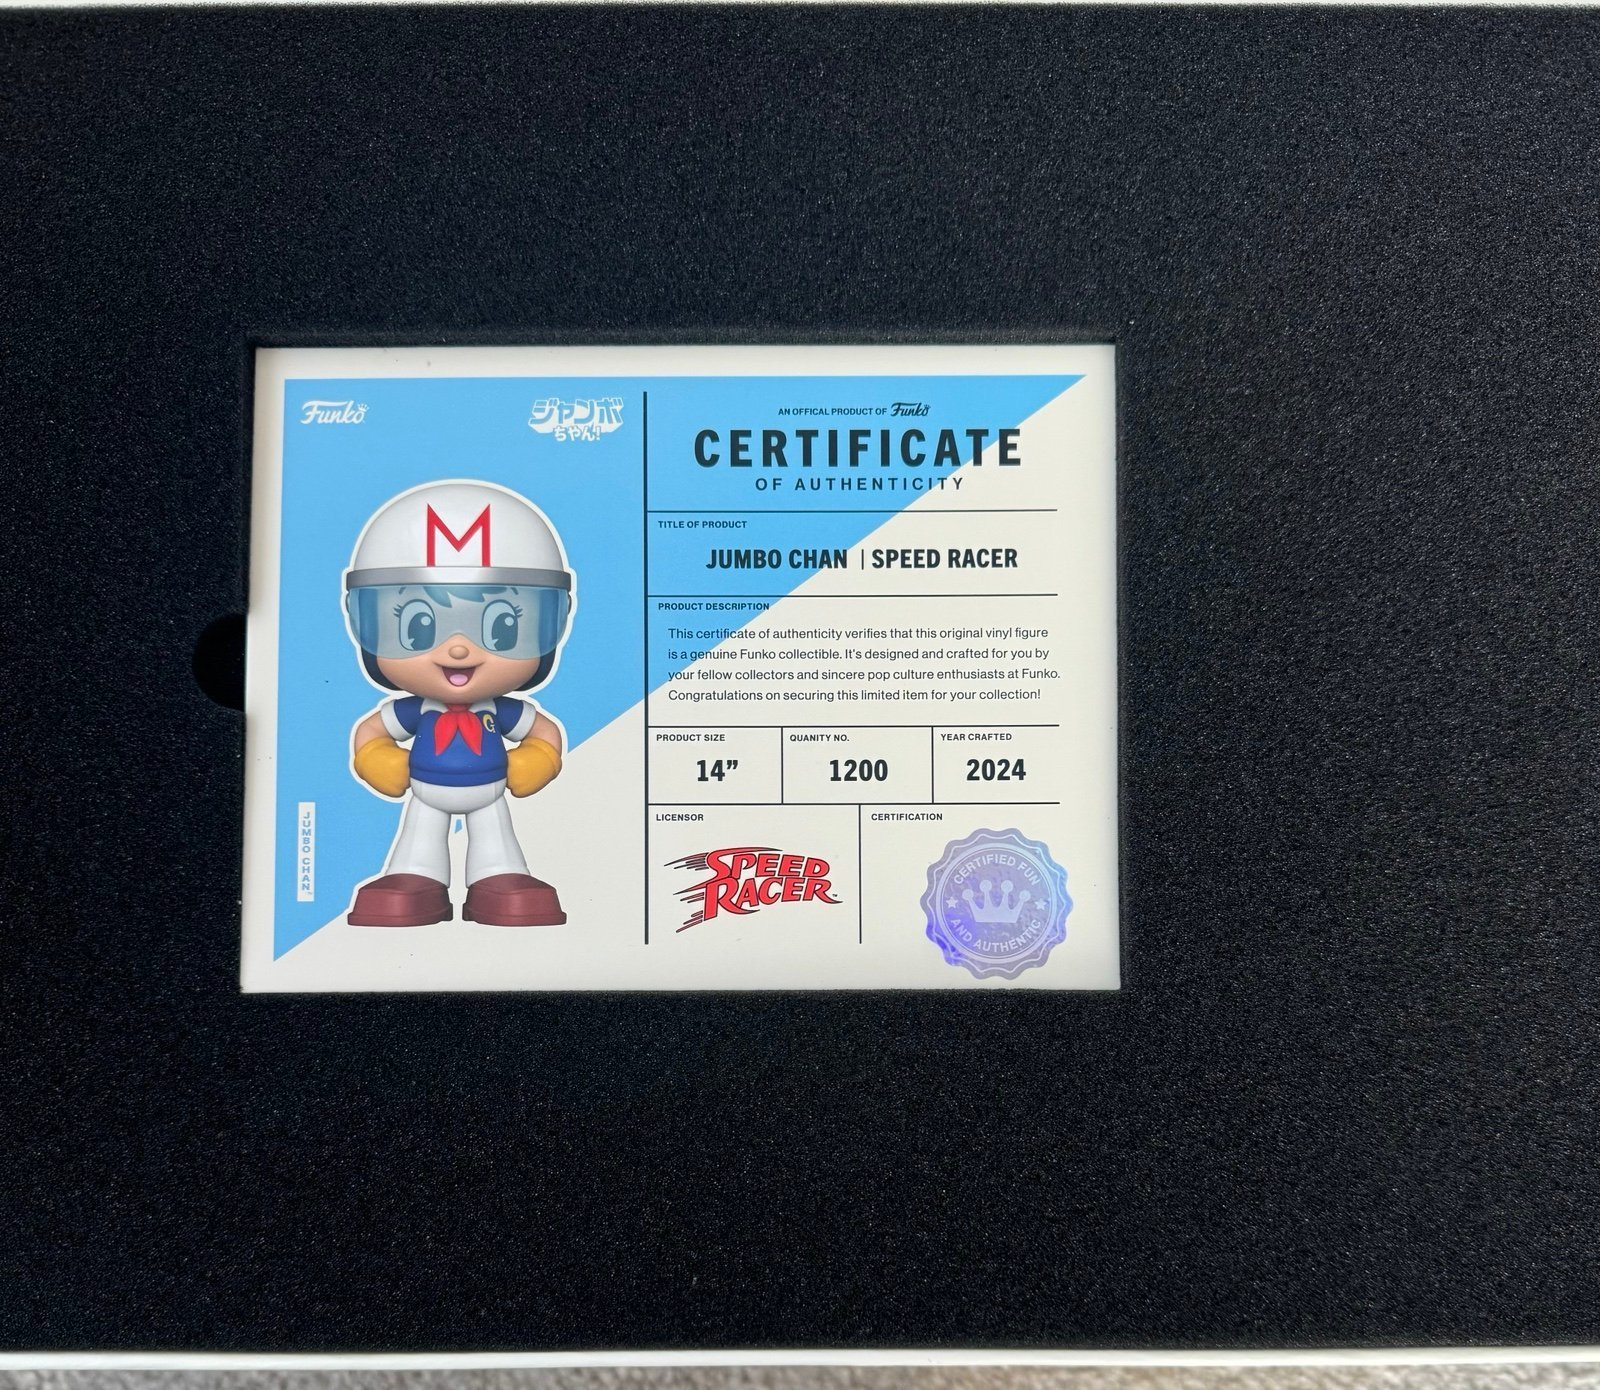 Funko
ジャンボ
ちゃん!
M
G
JUMBO CHAN™
AN OFFICAL PRODUCT OF Funko
CERTIFICATE
OF AUTHENTICITY
TITLE OF PRODUCT
JUMBO CHAN | SPEED RACER
PRODUCT DESCRIPTION
This certificate of authenticity verifies that this original vinyl figure
is a genuine Funko collectible. It's designed and crafted for you by
your fellow collectors and sincere pop culture enthusiasts at Funko.
Congratulations on securing this limited item for your collection!
PRODUCT SIZE
14”
QUANITY NO.
1200
YEAR CRAFTED
2024
LICENSOR
SPEED
RACER™
CERTIFICATION
CERTIFIED FUN
AND AUTHENTIC